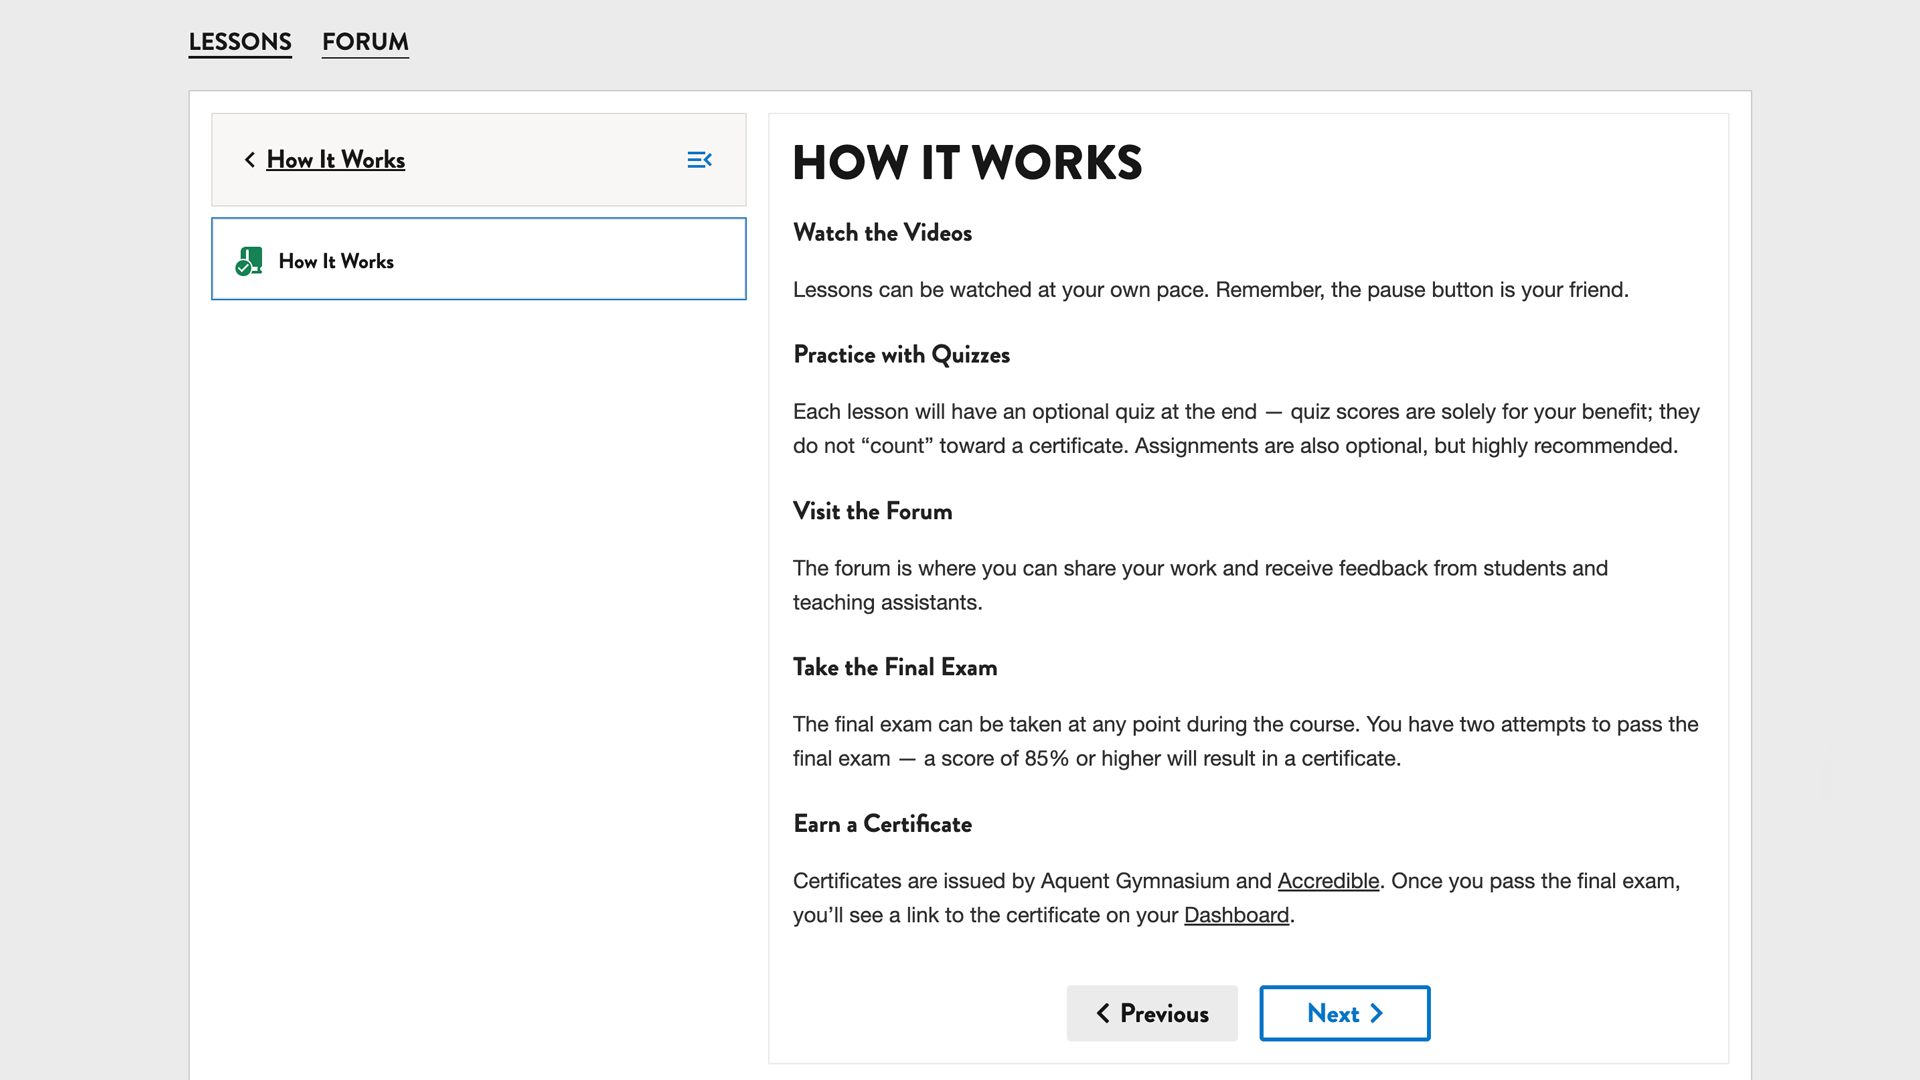 LESSONS FORUM
How It Works
How It Works
HOW IT WORKS
Watch the Videos
Lessons can be watched at your own pace. Remember, the pause button is your friend.
Practice with Quizzes
Each lesson will have an optional quiz at the end — quiz scores are solely for your benefit; they
do not “count” toward a certificate. Assignments are also optional, but highly recommended.
Visit the Forum
The forum is where you can share your work and receive feedback from students and
teaching assistants.
Take the Final Exam
The final exam can be taken at any point during the course. You have two attempts to pass the
final exam — a score of 85% or higher will result in a certificate.
Earn a Certificate
Certificates are issued by Aquent Gymnasium and Accredible. Once you pass the final exam,
you’ll see a link to the certificate on your Dashboard.
Previous Next